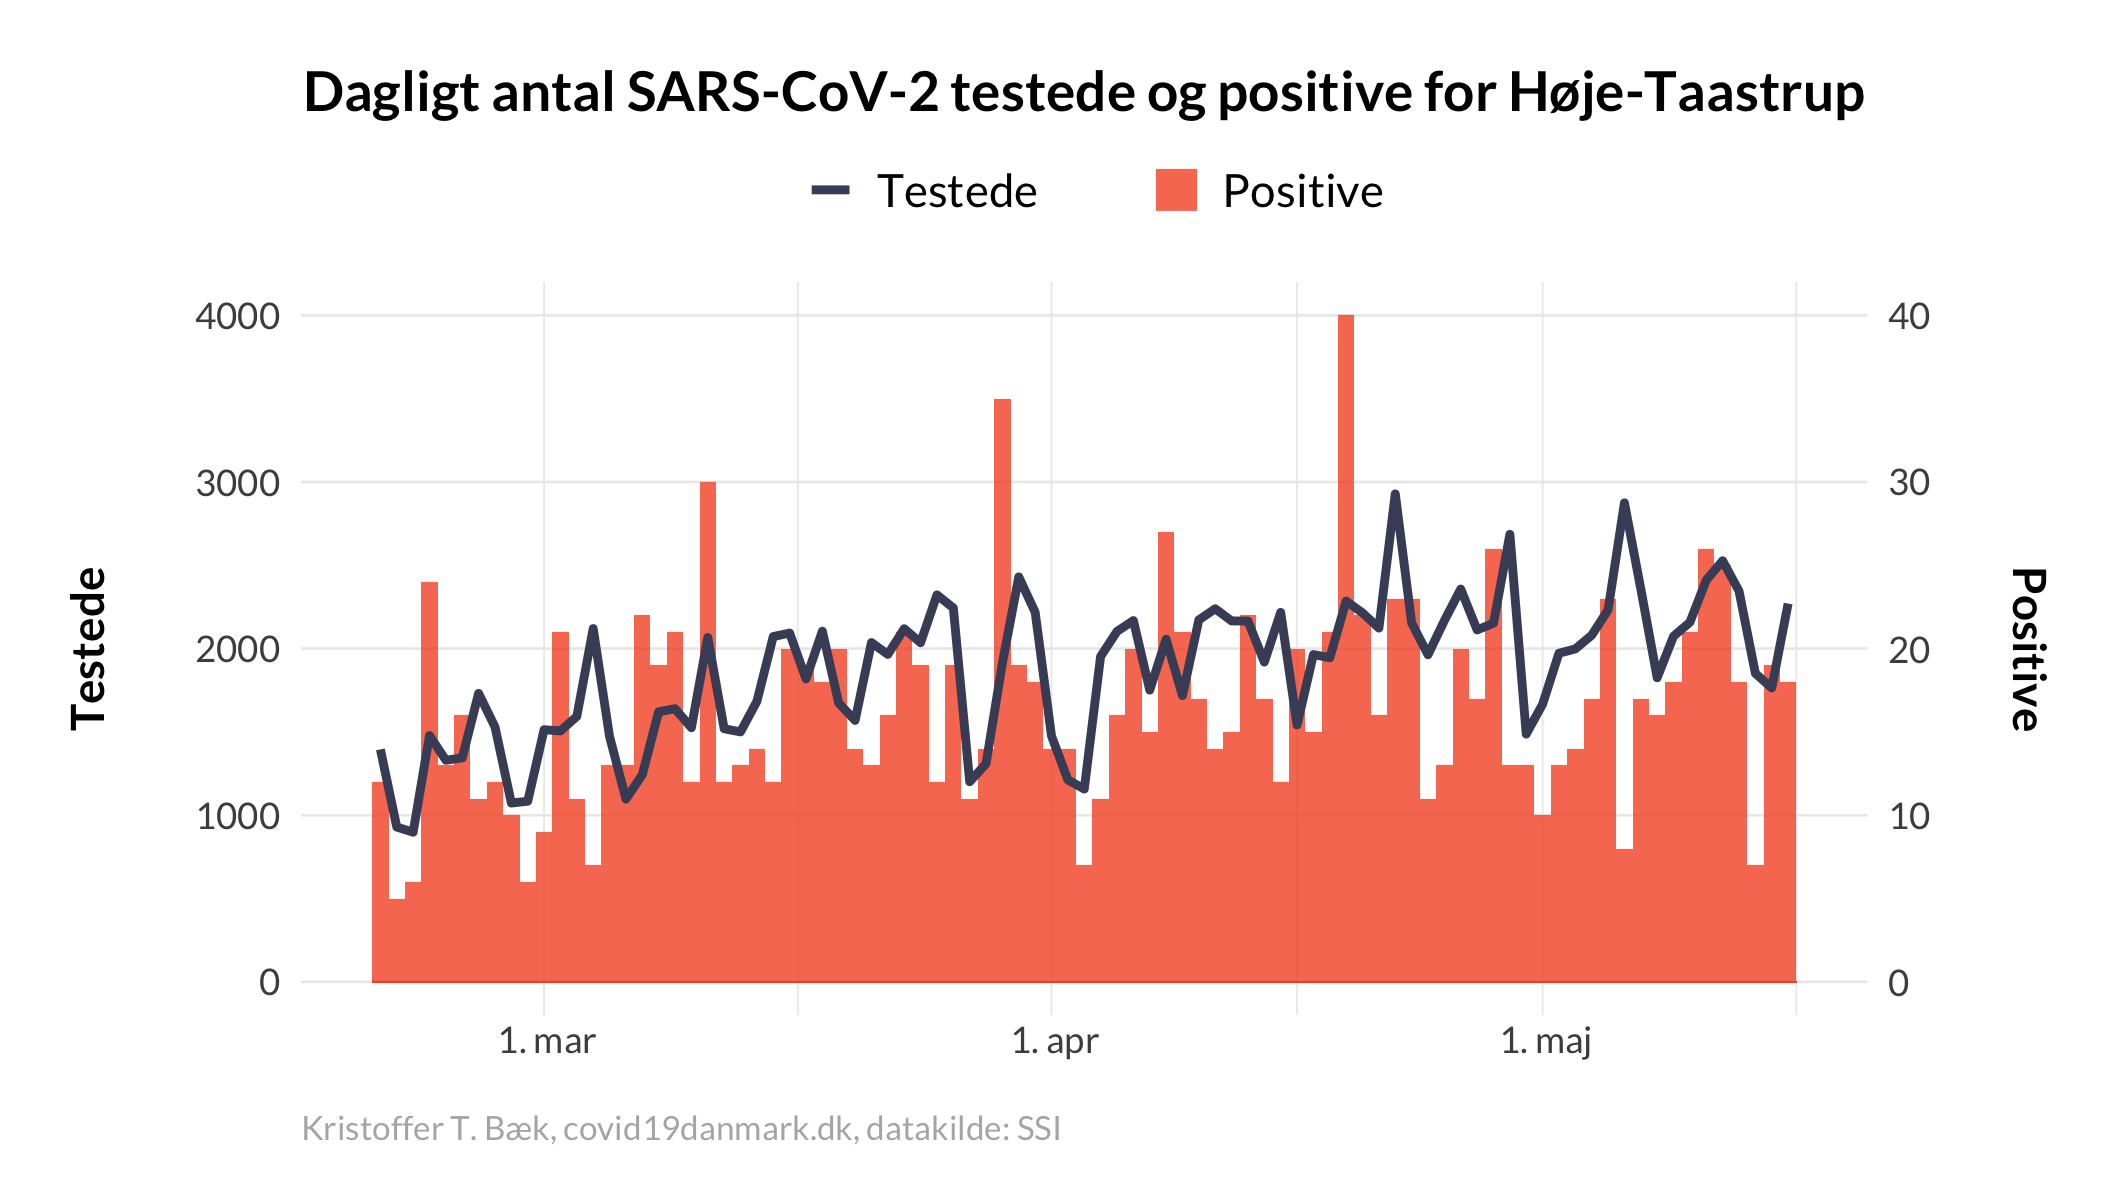 Dagligt antal SARS-CoV-2 testede og positive for Høje-Taastrup
Testede Positive
4000 40
3000 30
2000 20
1000 10
0 0
Testede
Positive
1. mar 1. apr 1. maj
Kristoffer T. Bæk, covid19danmark.dk, datakilde: SSI